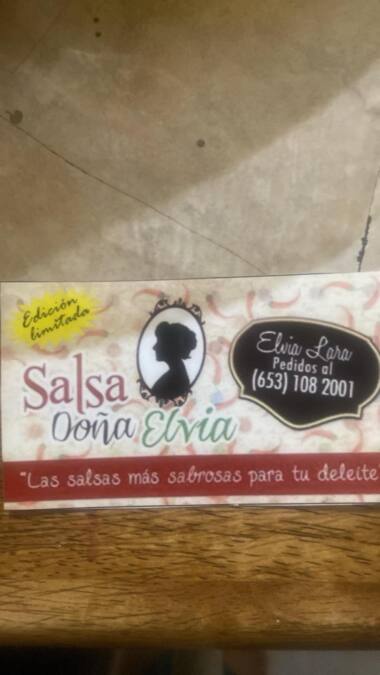 Edición
limitada
Salsa
Doña Elvia
Elvia Lara
Pedidos al
(653) 108 2001
"Las salsas más sabrosas para tu deleite